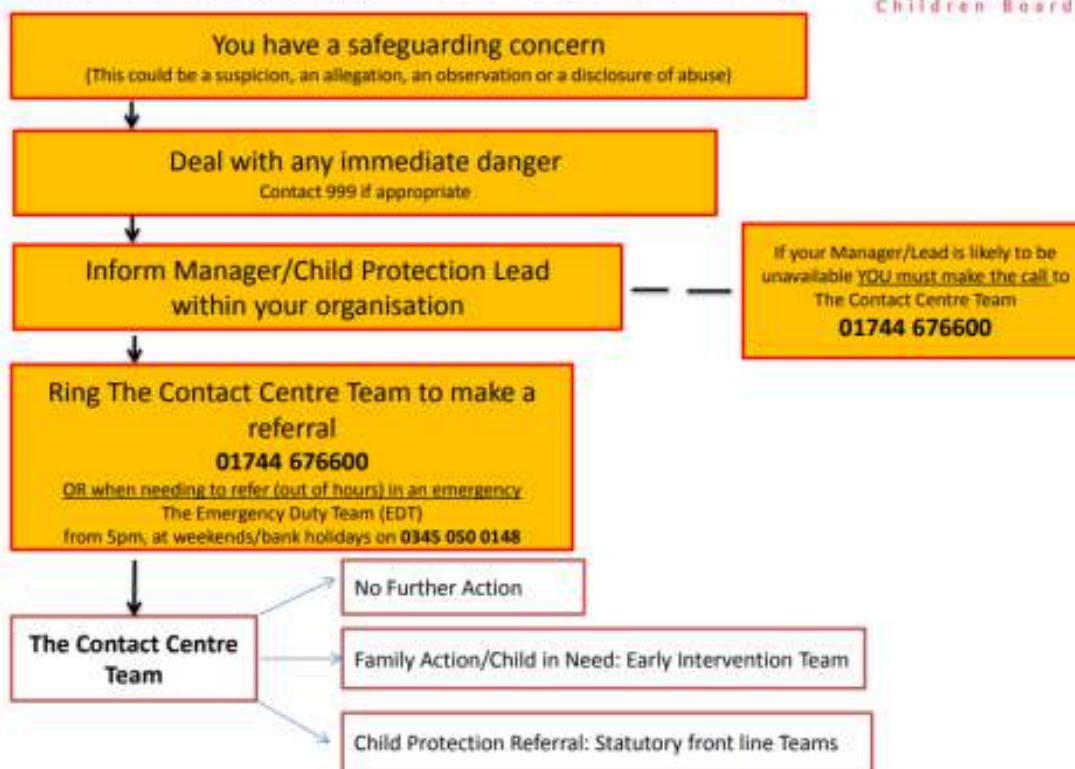 Children Board
You have a safeguarding concern
(This could be a suspicion, an allegation, an observation or a disclosure of abuse)
Deal with any immediate danger
Contact 999 if appropriate
Inform Manager/Child Protection Lead
within your organisation
If your Manager/Lead is likely to be
unavailable YOU must make the call to
The Contact Centre Team
01744 676600
Ring The Contact Centre Team to make a
referral
01744 676600
OR when needing to refer (out of hours) in an emergency
The Emergency Duty Team (EDT)
from 5pm, at weekends/bank holidays on 0345 050 0148
No Further Action
The Contact Centre
Team
Family Action/Child in Need: Early Intervention Team
Child Protection Referral: Statutory front line Teams